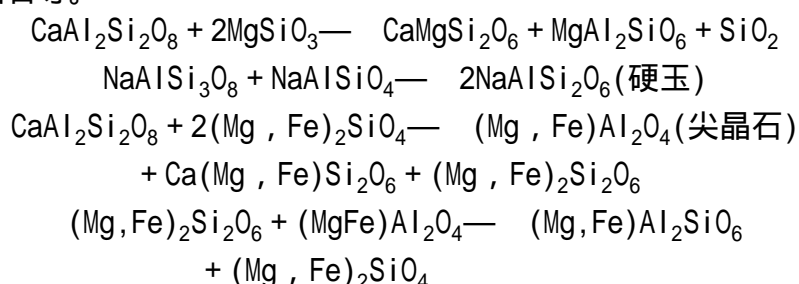 CaAl₂Si₂O₈ + 2MgSiO₃— CaMgSi₂O₆ + MgAl₂SiO₆ + SiO₂
NaAlSi₃O₈ + NaAlSiO₄— 2NaAlSi₂O₆(硬玉)
CaAl₂Si₂O₈ + 2(Mg , Fe)₂SiO₄— (Mg , Fe)Al₂O₄(尖晶石)
+ Ca(Mg , Fe)Si₂O₆ + (Mg , Fe)₂Si₂O₆
(Mg,Fe)₂Si₂O₆ + (MgFe)Al₂O₄— (Mg,Fe)Al₂SiO₆
+ (Mg , Fe)₂SiO₄